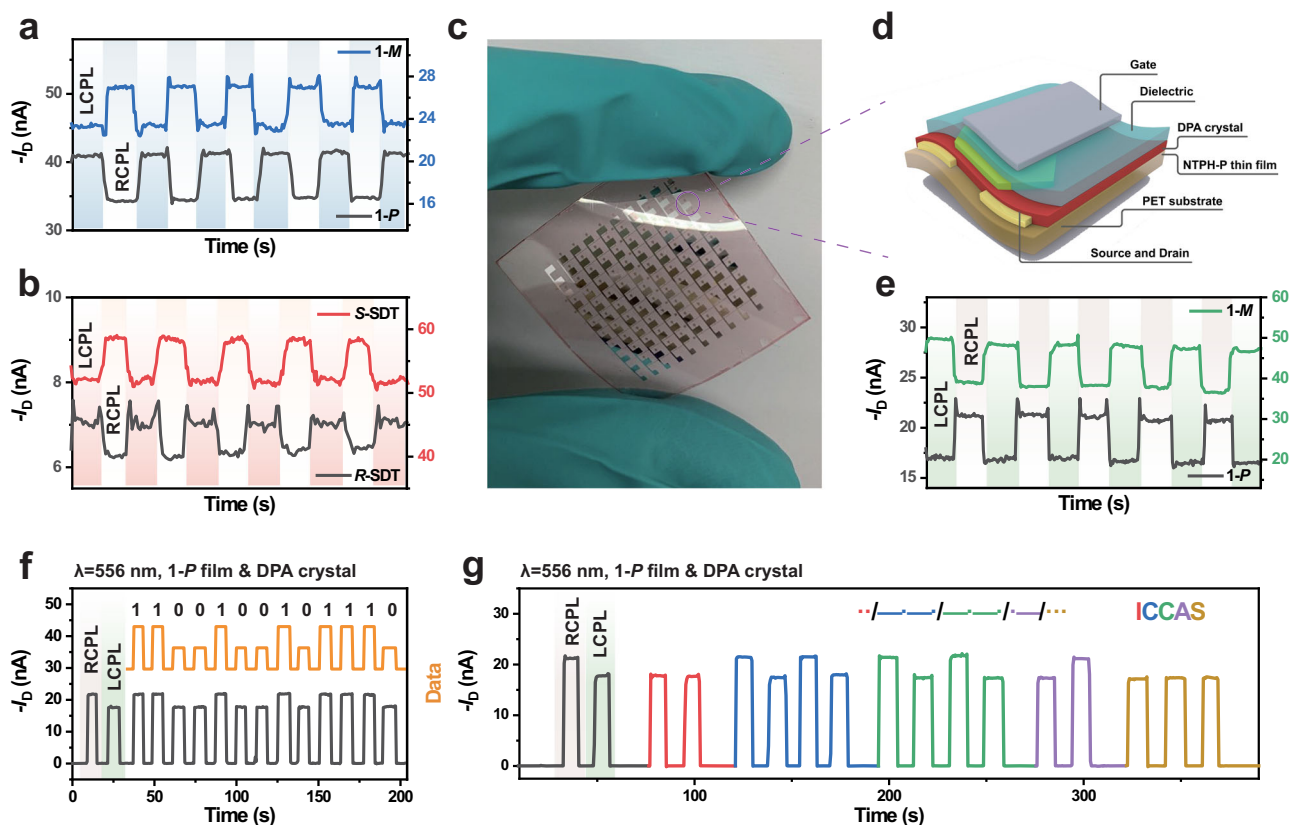 a
-I_D (nA)
50
40
30
LCPL
RCPL
1-M
1-P
28
24
20
16
Time (s)
b
-I_D (nA)
10
8
6
LCPL
RCPL
S-SDT
R-SDT
60
50
40
Time (s)
c
d
Gate
Dielectric
DPA crystal
NTPH-P thin film
PET substrate
Source and Drain
e
-I_D (nA)
30
25
20
15
LCPL
RCPL
1-M
1-P
60
50
40
30
20
Time (s)
f
λ=556 nm, 1-P film & DPA crystal
-I_D (nA)
50
40
30
20
10
0
RCPL
LCPL
1 1 0 0 1 0 0 1 0 1 1 1 0
Data
0 50 100 150 200
Time (s)
g
λ=556 nm, 1-P film & DPA crystal
-I_D (nA)
30
20
10
0
RCPL
LCPL
··/—·—·/—·—·/·—/···
ICCAS
100 200 300
Time (s)